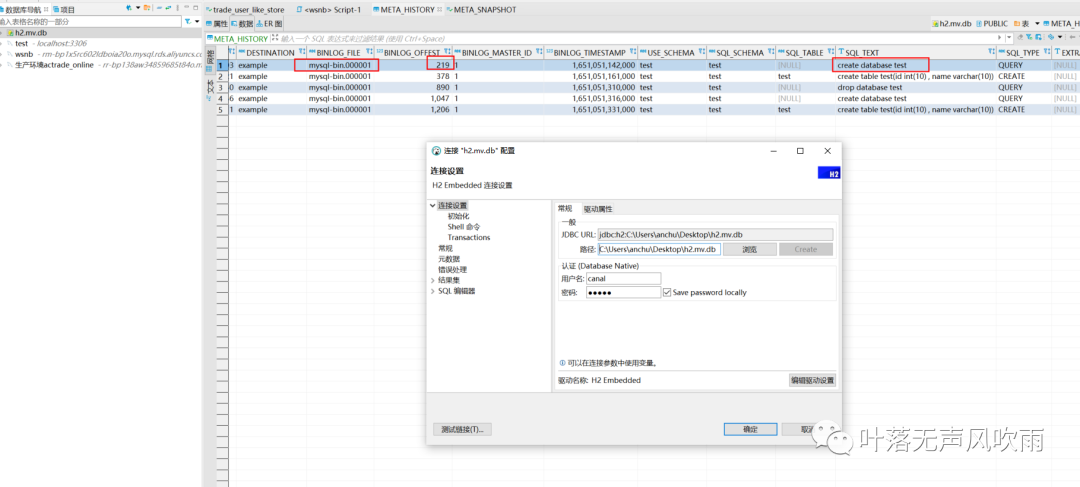 数据库导航 项目
输入表格名称的一部分
h2.mv.db
test - localhost:3306
wsnb - rm-bp1x5rc602ldboia20o.mysql.rds.aliyuncs.co
生产环境actrade_online - rr-bp138aw34859685t84o.m
trade_user_like_store <wsnb> Script-1 META_HISTORY META_SNAPSHOT
属性 数据 ER 图 h2.mv.db PUBLIC 表 META_H
META_HISTORY 输入一个 SQL 表达式来过滤结果 (使用 Ctrl+Space)
网格
文本
DESTINATION BINLOG_FILE BINLOG_OFFEST BINLOG_MASTER_ID BINLOG_TIMESTAMP USE_SCHEMA SQL_SCHEMA SQL_TABLE SQL_TEXT SQL_TYPE EXTRA
1 3 example mysql-bin.000001 219 1 1,651,051,142,000 test test [NULL] create database test QUERY [NULL]
2 1 example mysql-bin.000001 378 1 1,651,051,161,000 test test test create table test(id int(10) , name varchar(10)) CREATE [NULL]
3 0 example mysql-bin.000001 890 1 1,651,051,310,000 test test [NULL] drop database test QUERY [NULL]
4 6 example mysql-bin.000001 1,047 1 1,651,051,316,000 test test [NULL] create database test QUERY [NULL]
5 1 example mysql-bin.000001 1,206 1 1,651,051,331,000 test test test create table test(id int(10) , name varchar(10)) CREATE [NULL]
连接 "h2.mv.db" 配置
连接设置
H2 Embedded 连接设置
H2
连接设置
初始化
Shell 命令
Transactions
常规
元数据
错误处理
结果集
SQL 编辑器
常规 驱动属性
一般
JDBC URL: jdbc:h2:C:\Users\anchu\Desktop\h2.mv.db
路径: C:\Users\anchu\Desktop\h2.mv.db 浏览 Create
认证 (Database Native)
用户名: canal
密码: ●●●●● Save password locally
可以在连接参数中使用变量。
驱动名称: H2 Embedded 编辑驱动设置
测试链接(T)... 确定 取消
叶落无声风吹雨